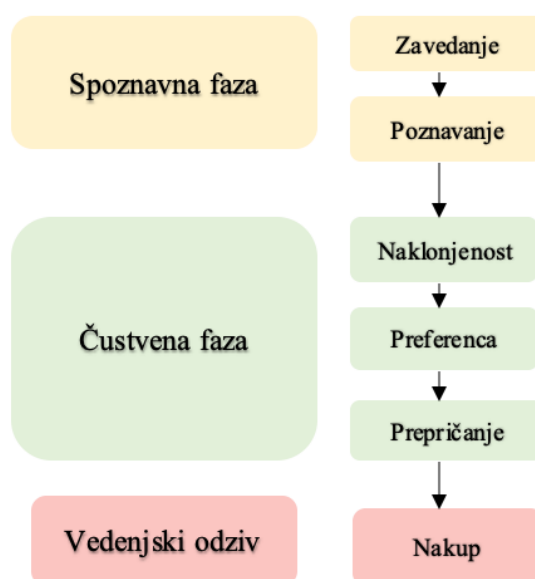 Spoznavna faza
Zavedanje
Poznavanje
Čustvena faza
Naklonjenost
Preferenca
Prepričanje
Vedenjski odziv
Nakup